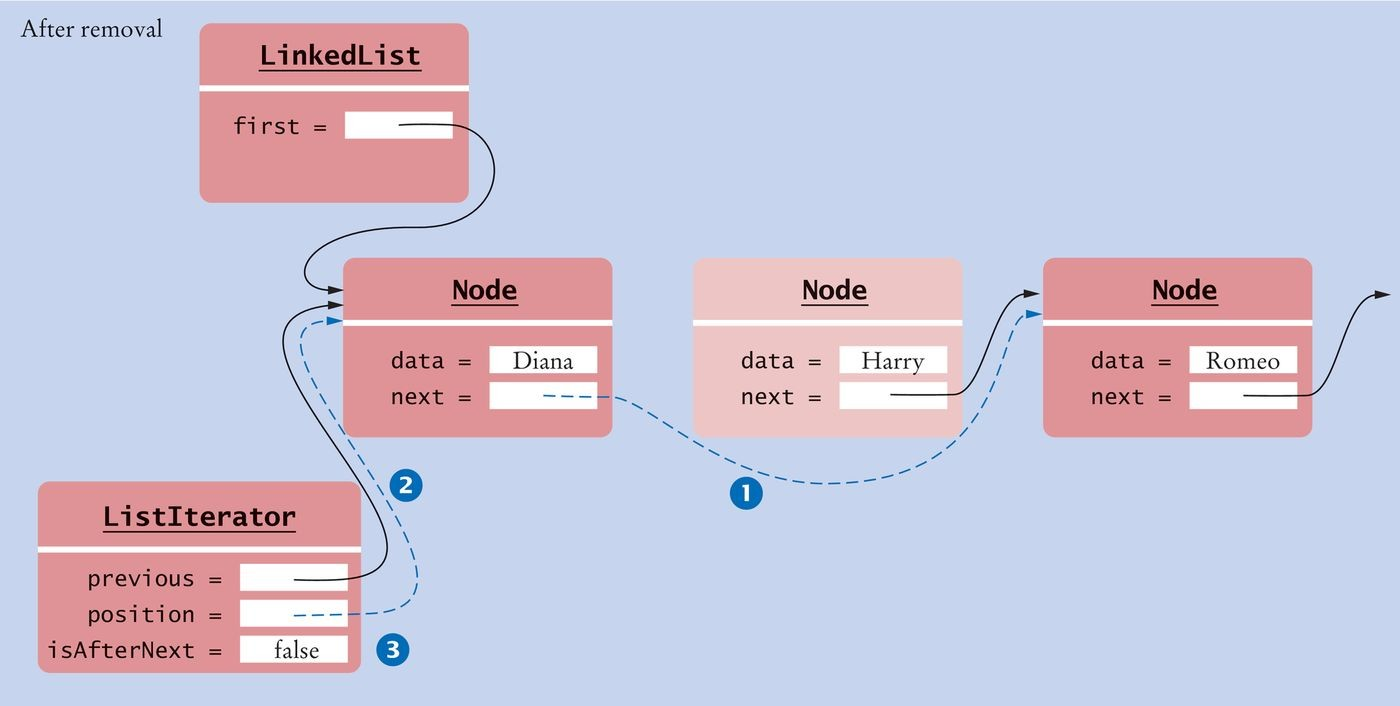 After removal
LinkedList
first =
Node
data = Diana
next =
Node
data = Harry
next =
Node
data = Romeo
next =
2
1
ListIterator
previous =
position =
isAfterNext = false
3